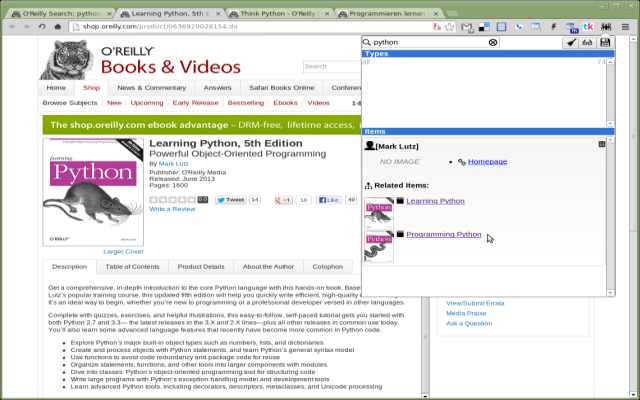 O'Reilly Search: python
Learning Python, 5th E
Think Python - O'Reilly
Programmieren lernen
shop.oreilly.com/product/0636920028154.do
O'REILLY
Books & Videos
Search
Home
Shop
News & Commentary
Answers
Safari Books Online
Conferen
Browse Subjects
New
Upcoming
Early Release
Bestselling
Ebooks
Videos
1-8
The shop.oreilly.com ebook advantage – DRM-free, lifetime access,
Learning
Python
O'REILLY
Mark Lutz
Larger Cover
Learning Python, 5th Edition
Powerful Object-Oriented Programming
By Mark Lutz
Publisher: O'Reilly Media
Released: June 2013
Pages: 1600
0.0
Tweet
14
+1
16
Like
49
Write a Review
Description
Table of Contents
Product Details
About the Author
Colophon
Get a comprehensive, in-depth introduction to the core Python language with this hands-on book. Base
Lutz's popular training course, this updated fifth edition will help you quickly write efficient, high-quality
It's an ideal way to begin, whether you're new to programming or a professional developer versed in other languages.
Complete with quizzes, exercises, and helpful illustrations, this easy-to-follow, self-paced tutorial gets you started with
both Python 2.7 and 3.3— the latest releases in the 3.X and 2.X lines—plus all other releases in common use today.
You'll also learn some advanced language features that recently have become more common in Python code.
Explore Python's major built-in object types such as numbers, lists, and dictionaries
Create and process objects with Python statements, and learn Python's general syntax model
Use functions to avoid code redundancy and package code for reuse
Organize statements, functions, and other tools into larger components with modules
Dive into classes: Python's object-oriented programming tool for structuring code
Write large programs with Python's exception-handling model and development tools
Learn advanced Python tools, including decorators, descriptors, metaclasses, and Unicode processing
python
Types
all
74
Items
[Mark Lutz]
NO IMAGE
Homepage
Related Items:
Learning Python
Programming Python
View/Submit Errata
Media Praise
Ask a Question